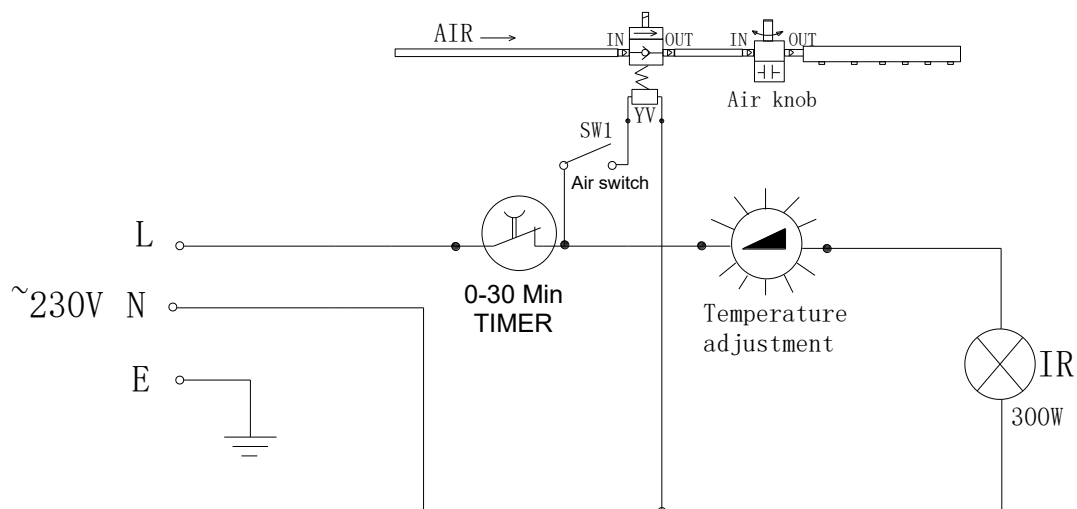 AIR
IN
OUT
IN
OUT
Air knob
YV
SW1
Air switch
L
0-30 Min
TIMER
~230V N
Temperature
adjustment
E
IR
300W